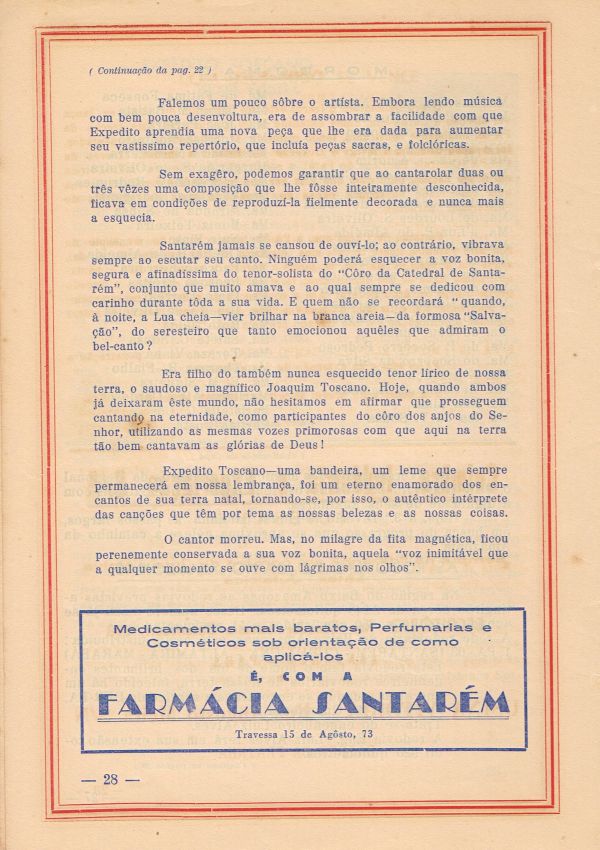 ( Continuação da pag. 22 )
Falemos um pouco sôbre o artísta. Embora lendo música
com bem pouca desenvoltura, era de assombrar a facilidade com que
Expedito aprendia uma nova peça que lhe era dada para aumentar
seu vastíssimo repertório, que incluía peças sacras, e folclóricas.
Sem exagêro, podemos garantir que ao cantarolar duas ou
três vêzes uma composição que lhe fôsse inteiramente desconhecida,
ficava em condições de reproduzí-la fielmente decorada e nunca mais
a esquecia.
Santarém jamais se cansou de ouví-lo; ao contrário, vibrava
sempre ao escutar seu canto. Ninguém poderá esquecer a voz bonita,
segura e afinadíssima do tenor-solista do "Côro da Catedral de Santa-
rém", conjunto que muito amava e ao qual sempre se dedicou com
carinho durante tôda a sua vida. E quem não se recordará "quando,
à noite, a Lua cheia—vier brilhar na branca areia—da formosa "Salva-
ção", do seresteiro que tanto emocionou aquêles que admiram o
bel-canto?
Era filho do também nunca esquecido tenor lírico de nossa
terra, o saudoso e magnífico Joaquim Toscano. Hoje, quando ambos
já deixaram êste mundo, não hesitamos em afirmar que prosseguem
cantando na eternidade, como participantes do côro dos anjos do Se-
nhor, utilizando as mesmas vozes primorosas com que aqui na terra
tão bem cantavam as glórias de Deus!
Expedito Toscano—uma bandeira, um leme que sempre
permanecerá em nossa lembrança, foi um eterno enamorado dos en-
cantos de sua terra natal, tornando-se, por isso, o autêntico intérprete
das canções que têm por tema as nossas belezas e as nossas coisas.
O cantor morreu. Mas, no milagre da fita magnética, ficou
perenemente conservada a sua voz bonita, aquela "voz inimitável que
a qualquer momento se ouve com lágrimas nos olhos".
Medicamentos mais baratos, Perfumarias e
Cosméticos sob orientação de como
aplicá-los
É, COM A
FARMÁCIA SANTARÉM
Travessa 15 de Agôsto, 73
— 28 —